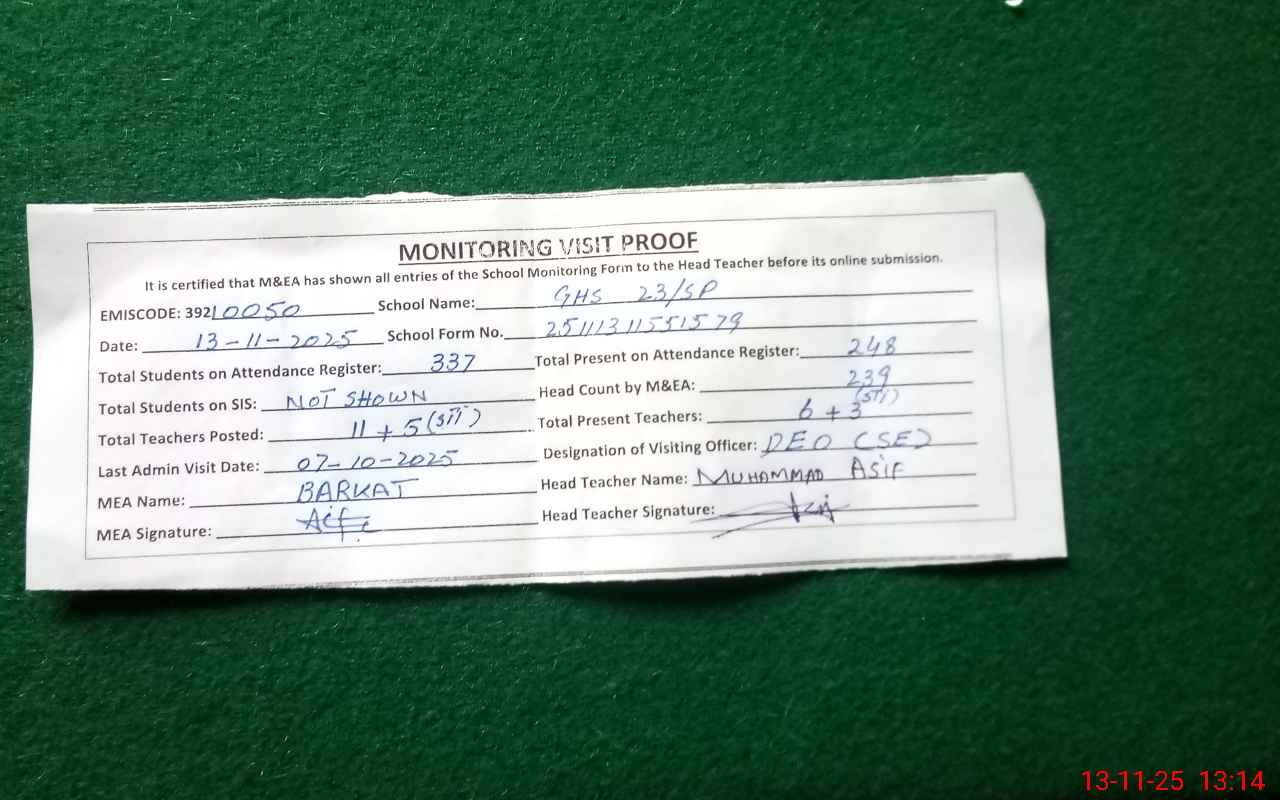 MONITORING VISIT PROOF
It is certified that M&EA has shown all entries of the School Monitoring Form to the Head Teacher before its online submission.
EMISCODE: 39210050 School Name: GHS 23/SP
Date: 13-11-2025 School Form No. 2511131155 1579
Total Students on Attendance Register: 337 Total Present on Attendance Register: 248
Total Students on SIS: NOT SHOWN Head Count by M&EA: 239
Total Teachers Posted: 11 + 5 (STI) Total Present Teachers: 6 + 3 (STI)
Last Admin Visit Date: 07-10-2025 Designation of Visiting Officer: DEO (SE)
MEA Name: BARKAT Head Teacher Name: MUHAMMAD ASIF
MEA Signature: Head Teacher Signature:
13-11-25 13:14